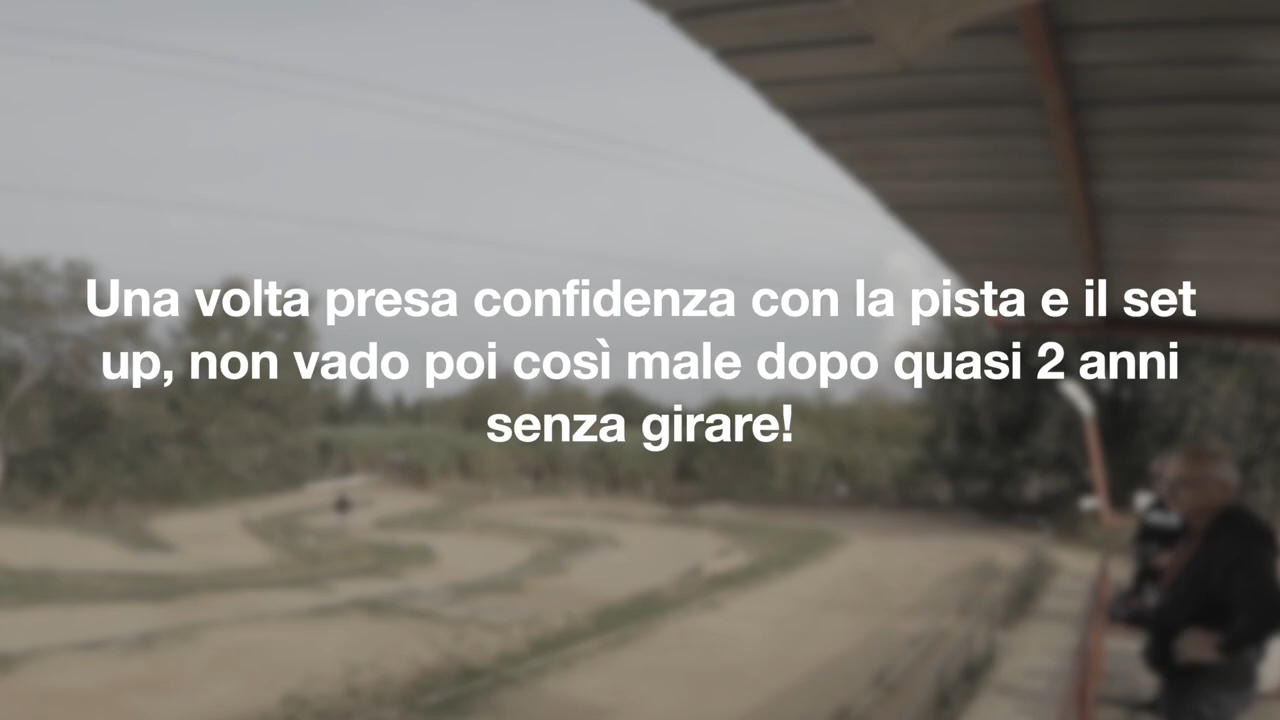 Una volta presa confidenza con la pista e il set
up, non vado poi così male dopo quasi 2 anni
senza girare!